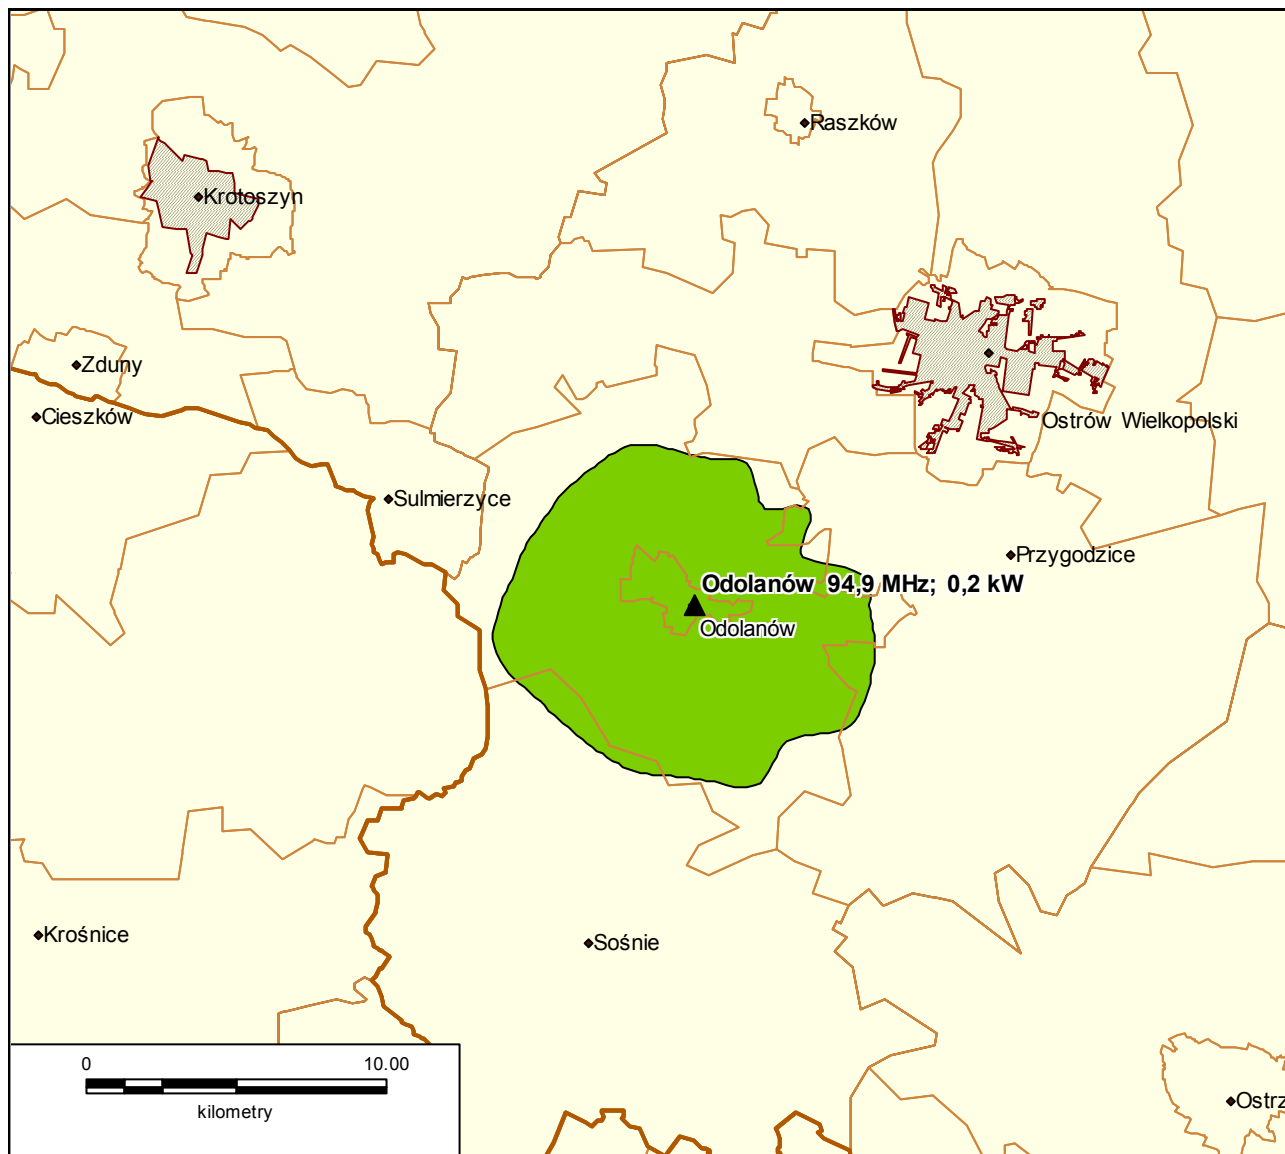 Raszków
Krotoszyn
Zduny
Cieszków
Ostrów Wielkopolski
Sulmierzyce
Przygodzice
Odolanów 94,9 MHz; 0,2 kW
Odolanów
Krośnice
Sośnie
0 10.00
kilometry
Ostrz